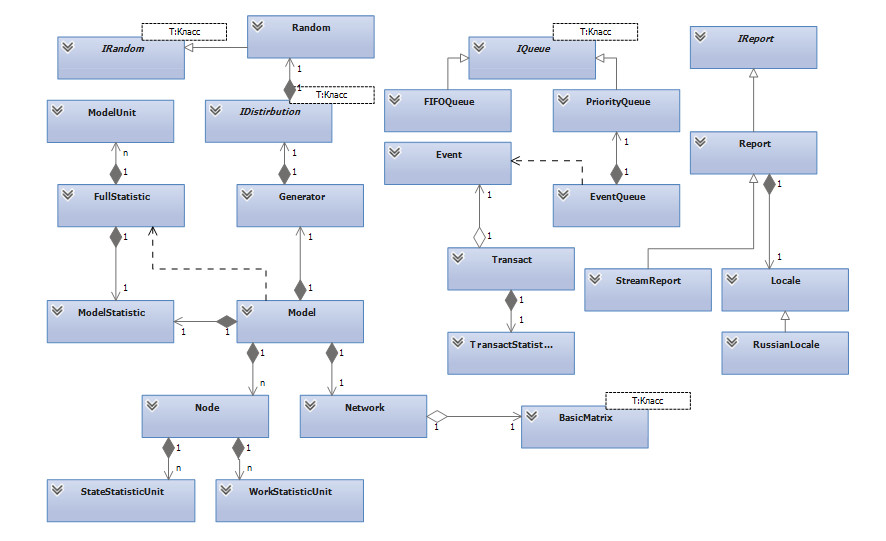 T:Класс
IRandom
Random
1
1
T:Класс
IDistirbution
ModelUnit
n
1
FullStatistic
1
1
Generator
1
1
1
1
ModelStatistic
1
1
Model
1
n
1
1
Node
1
n
1
n
StateStatisticUnit
WorkStatisticUnit
Network
1
1
T:Класс
BasicMatrix
T:Класс
IQueue
FIFOQueue
PriorityQueue
1
1
Event
EventQueue
1
1
Transact
1
1
TransactStatist...
IReport
Report
1
1
StreamReport
Locale
RussianLocale